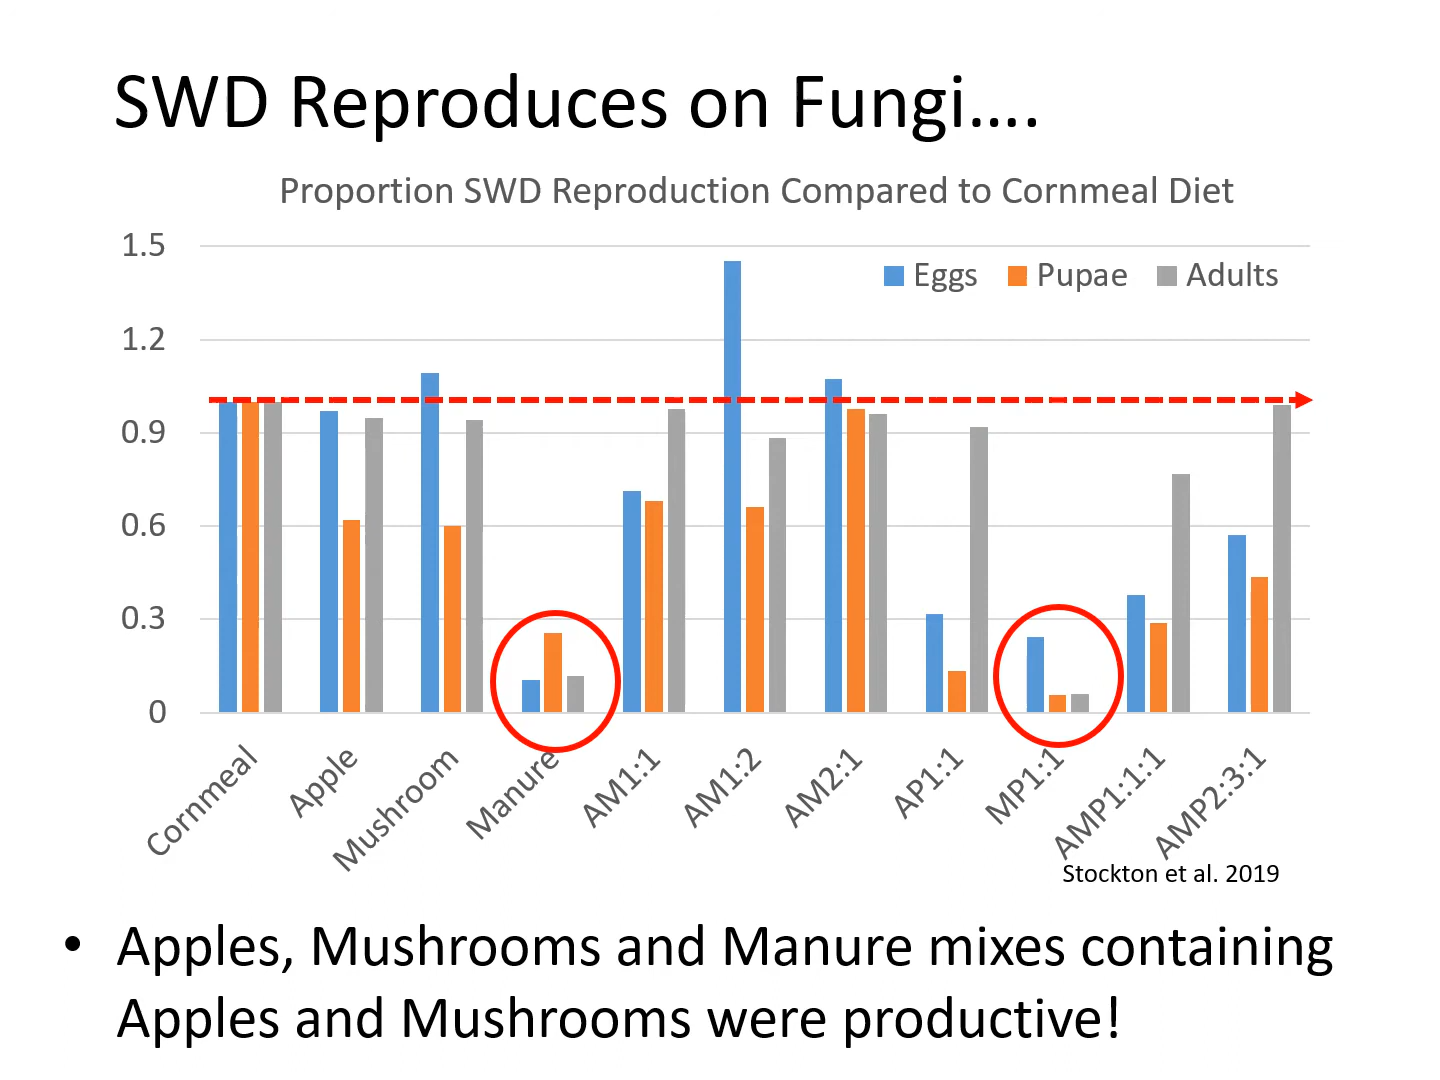 SWD Reproduces on Fungi....
Proportion SWD Reproduction Compared to Cornmeal Diet
1.5
Eggs Pupae Adults
1.2
0.9
0.6
0.3
0
Cornmeal Apple Mushroom Manure AM1:1 AM1:2 AM2:1 AP1:1 MP1:1 AMP1:1:1 AMP2:3:1
Stockton et al. 2019
• Apples, Mushrooms and Manure mixes containing
Apples and Mushrooms were productive!